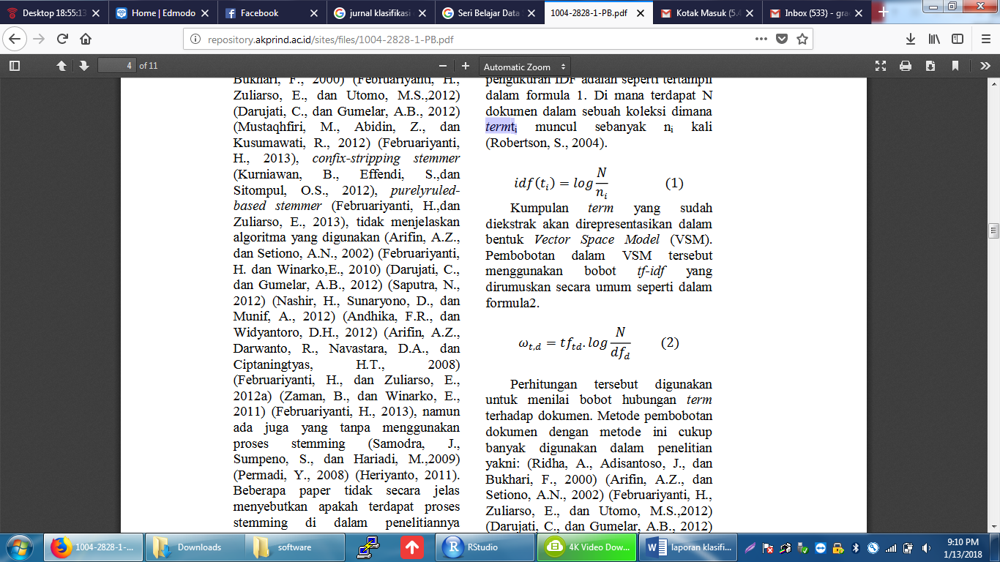 Desktop 18:55:13
Home | Edmodo
Facebook
jurnal klasifikasi
Seri Belajar Data
1004-2828-1-PB.pdf
Kotak Masuk (5.4
Inbox (533) - gra
repository.akprind.ac.id/sites/files/1004-2828-1-PB.pdf
4 of 11
Automatic Zoom
Bukhari, F., 2000) (Februariyanti, H.,
Zuliarso, E., dan Utomo, M.S.,2012)
(Darujati, C., dan Gumelar, A.B., 2012)
(Mustaqhfiri, M., Abidin, Z., dan
Kusumawati, R., 2012) (Februariyanti,
H., 2013), confix-stripping stemmer
(Kurniawan, B., Effendi, S.,dan
Sitompul, O.S., 2012), purelyruled-
based stemmer (Februariyanti, H.,dan
Zuliarso, E., 2013), tidak menjelaskan
algoritma yang digunakan (Arifin, A.Z.,
dan Setiono, A.N., 2002) (Februariyanti,
H. dan Winarko,E., 2010) (Darujati, C.,
dan Gumelar, A.B., 2012) (Saputra, N.,
2012) (Nashir, H., Sunaryono, D., dan
Munif, A., 2012) (Andhika, F.R., dan
Widyantoro, D.H., 2012) (Arifin, A.Z.,
Darwanto, R., Navastara, D.A., dan
Ciptaningtyas, H.T., 2008)
(Februariyanti, H., dan Zuliarso, E.,
2012a) (Zaman, B., dan Winarko, E.,
2011) (Februariyanti, H., 2013), namun
ada juga yang tanpa menggunakan
proses stemming (Samodra, J.,
Sumpeno, S., dan Hariadi, M.,2009)
(Permadi, Y., 2008) (Heriyanto, 2011).
Beberapa paper tidak secara jelas
menyebutkan apakah terdapat proses
stemming di dalam penelitiannya
pengukuran IDF adalah seperti tertampil
dalam formula 1. Di mana terdapat N
dokumen dalam sebuah koleksi dimana
termtᵢ muncul sebanyak nᵢ kali
(Robertson, S., 2004).
idf(tᵢ) = log N/nᵢ (1)
Kumpulan term yang sudah
diekstrak akan direpresentasikan dalam
bentuk Vector Space Model (VSM).
Pembobotan dalam VSM tersebut
menggunakan bobot tf-idf yang
dirumuskan secara umum seperti dalam
formula2.
ω_t,d = tf_td . log N/df_d (2)
Perhitungan tersebut digunakan
untuk menilai bobot hubungan term
terhadap dokumen. Metode pembobotan
dokumen dengan metode ini cukup
banyak digunakan dalam penelitian
yakni: (Ridha, A., Adisantoso, J., dan
Bukhari, F., 2000) (Arifin, A.Z., dan
Setiono, A.N., 2002) (Februariyanti, H.,
Zuliarso, E., dan Utomo, M.S.,2012)
(Darujati, C., dan Gumelar, A.B., 2012)
1004-2828-1-...
Downloads
software
RStudio
4K Video Dow...
laporan klasifi...
9:10 PM
1/13/2018